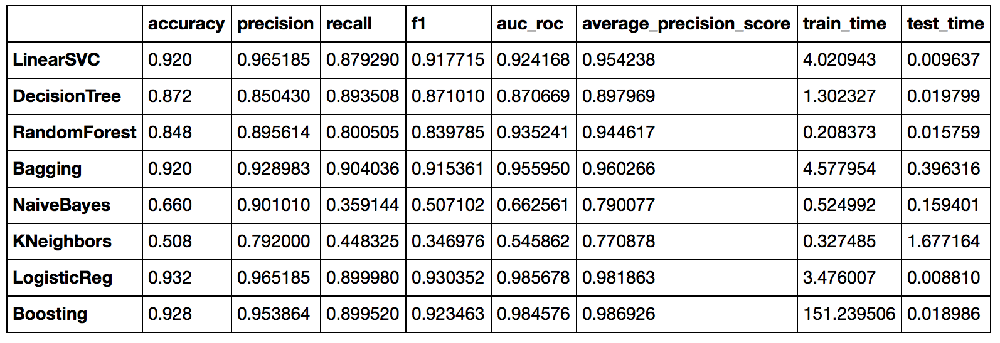 accuracy precision recall f1 auc_roc average_precision_score train_time test_time
LinearSVC 0.920 0.965185 0.879290 0.917715 0.924168 0.954238 4.020943 0.009637
DecisionTree 0.872 0.850430 0.893508 0.871010 0.870669 0.897969 1.302327 0.019799
RandomForest 0.848 0.895614 0.800505 0.839785 0.935241 0.944617 0.208373 0.015759
Bagging 0.920 0.928983 0.904036 0.915361 0.955950 0.960266 4.577954 0.396316
NaiveBayes 0.660 0.901010 0.359144 0.507102 0.662561 0.790077 0.524992 0.159401
KNeighbors 0.508 0.792000 0.448325 0.346976 0.545862 0.770878 0.327485 1.677164
LogisticReg 0.932 0.965185 0.899980 0.930352 0.985678 0.981863 3.476007 0.008810
Boosting 0.928 0.953864 0.899520 0.923463 0.984576 0.986926 151.239506 0.018986